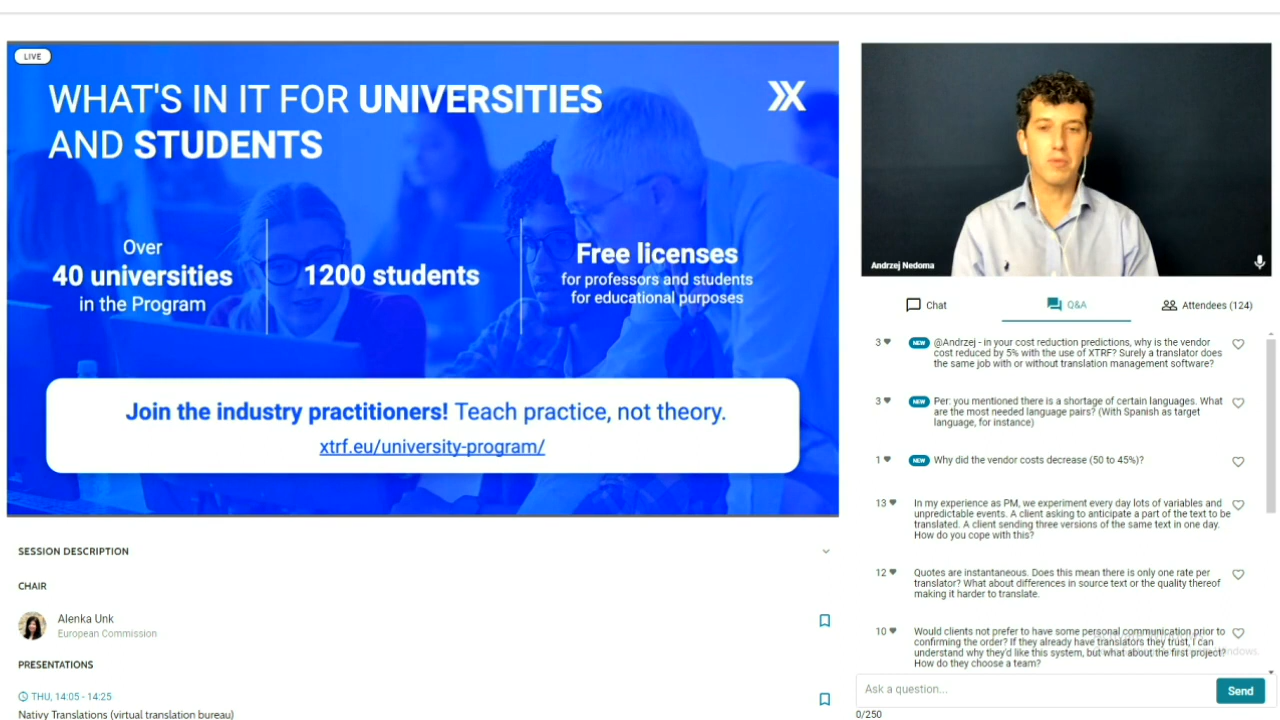 LIVE
WHAT'S IN IT FOR UNIVERSITIES
AND STUDENTS
Over
40 universities
in the Program
1200 students
Free licenses
for professors and students
for educational purposes
Join the industry practitioners! Teach practice, not theory.
xtrf.eu/university-program/
SESSION DESCRIPTION
CHAIR
Alenka Unk
European Commission
PRESENTATIONS
THU, 14:05 - 14:25
Nativy Translations (virtual translation bureau)
Andrzej Nedoma
Chat
Q&A
Attendees (124)
3
NEW @Andrzej - in your cost reduction predictions, why is the vendor
cost reduced by 5% with the use of XTRF? Surely a translator does
the same job with or without translation management software?
3
NEW Per: you mentioned there is a shortage of certain languages. What
are the most needed language pairs? (With Spanish as target
language, for instance)
1
NEW Why did the vendor costs decrease (50 to 45%)?
13
In my experience as PM, we experiment every day lots of variables and
unpredictable events. A client asking to anticipate a part of the text to be
translated. A client sending three versions of the same text in one day.
How do you cope with this?
12
Quotes are instantaneous. Does this mean there is only one rate per
translator? What about differences in source text or the quality thereof
making it harder to translate.
10
Would clients not prefer to have some personal communication prior to
confirming the order? If they already have translators they trust, I can
understand why they'd like this system, but what about the first project?
How do they choose a team?
Ask a question...
Send
0/250